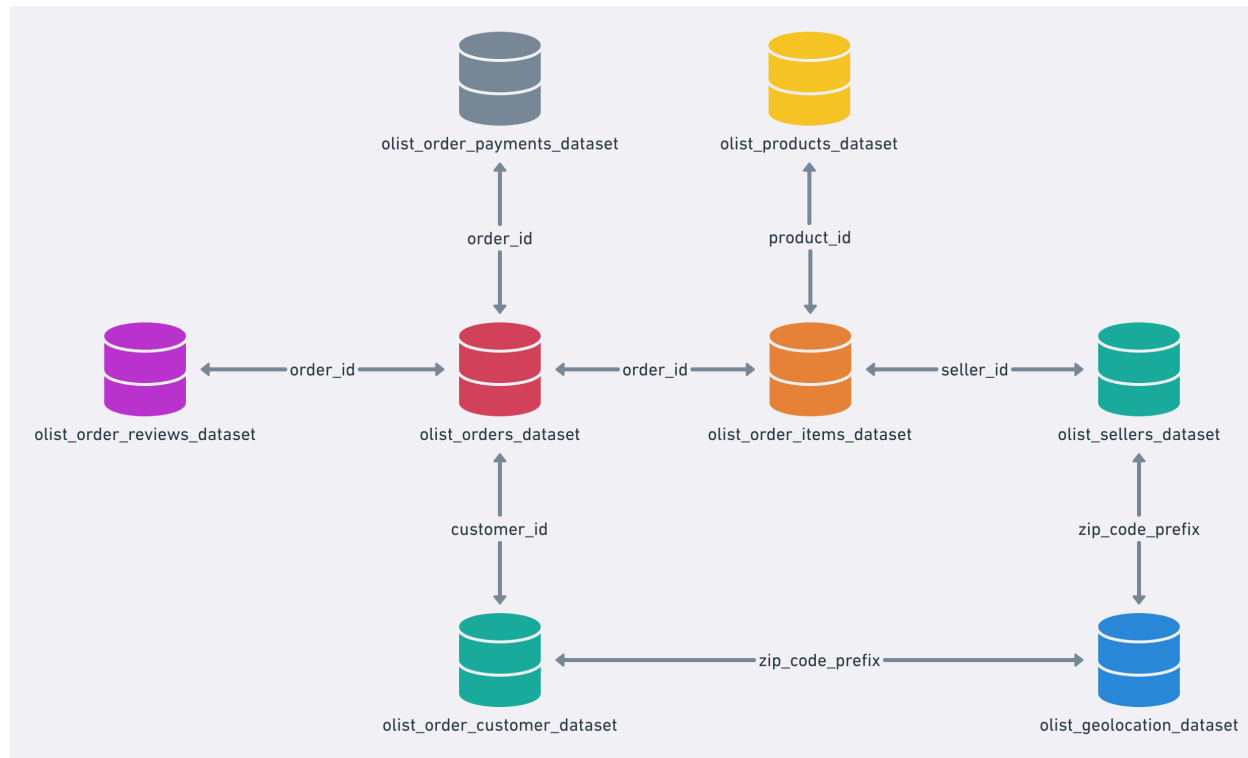 olist_order_payments_dataset
olist_products_dataset
order_id
product_id
order_id
order_id
seller_id
olist_order_reviews_dataset
olist_orders_dataset
olist_order_items_dataset
olist_sellers_dataset
customer_id
zip_code_prefix
zip_code_prefix
olist_order_customer_dataset
olist_geolocation_dataset